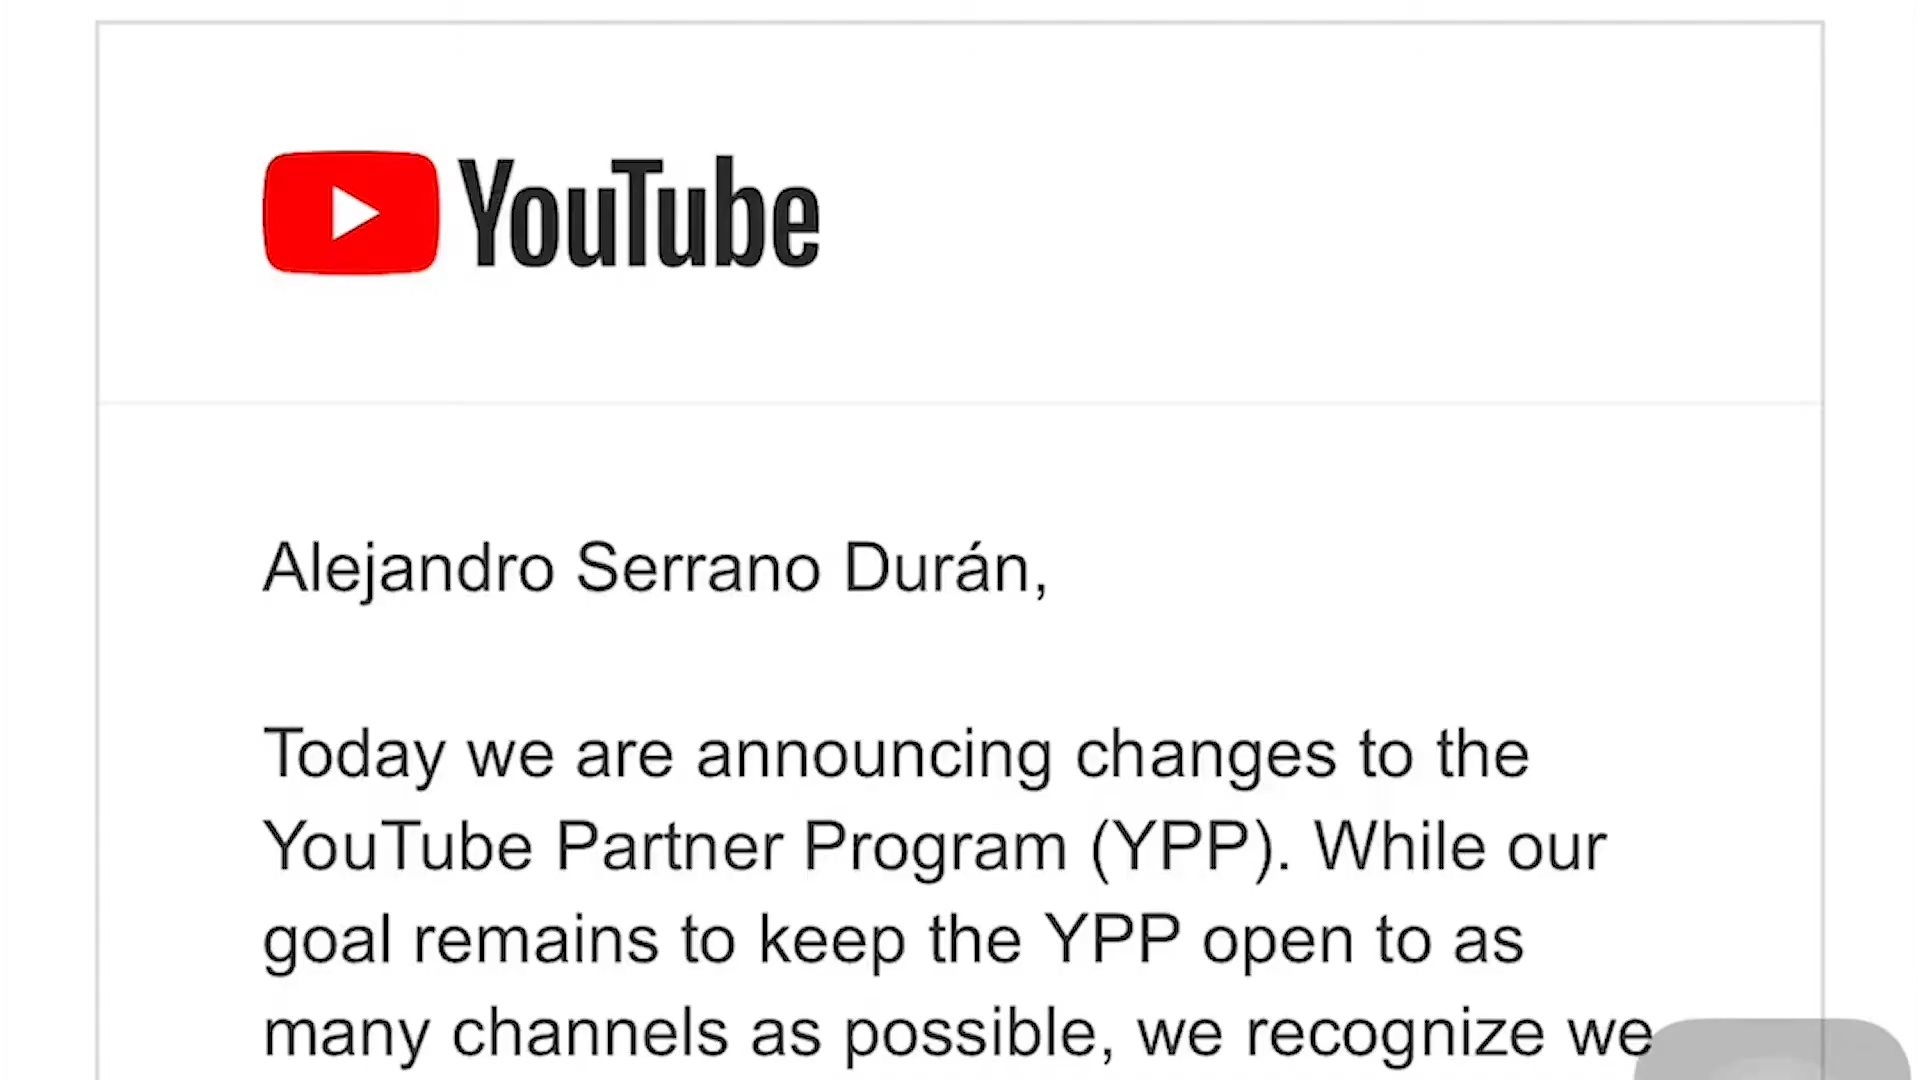 YouTube
Alejandro Serrano Durán,
Today we are announcing changes to the
YouTube Partner Program (YPP). While our
goal remains to keep the YPP open to as
many channels as possible, we recognize we